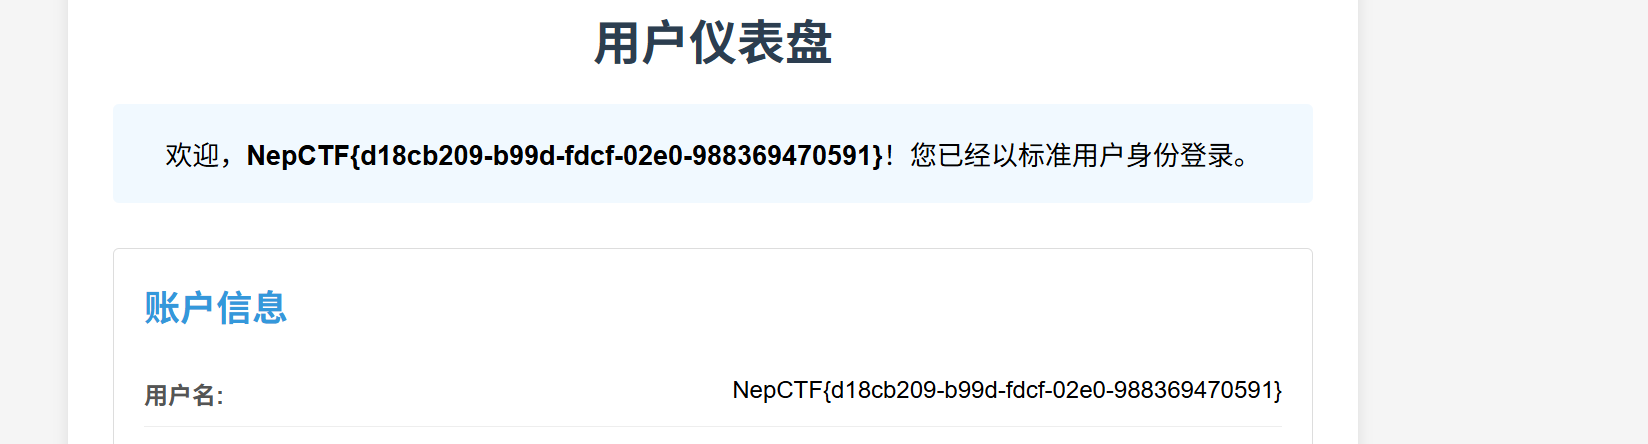 用户仪表盘
欢迎，NepCTF{d18cb209-b99d-fdcf-02e0-988369470591}！您已经以标准用户身份登录。
账户信息
用户名:
NepCTF{d18cb209-b99d-fdcf-02e0-988369470591}